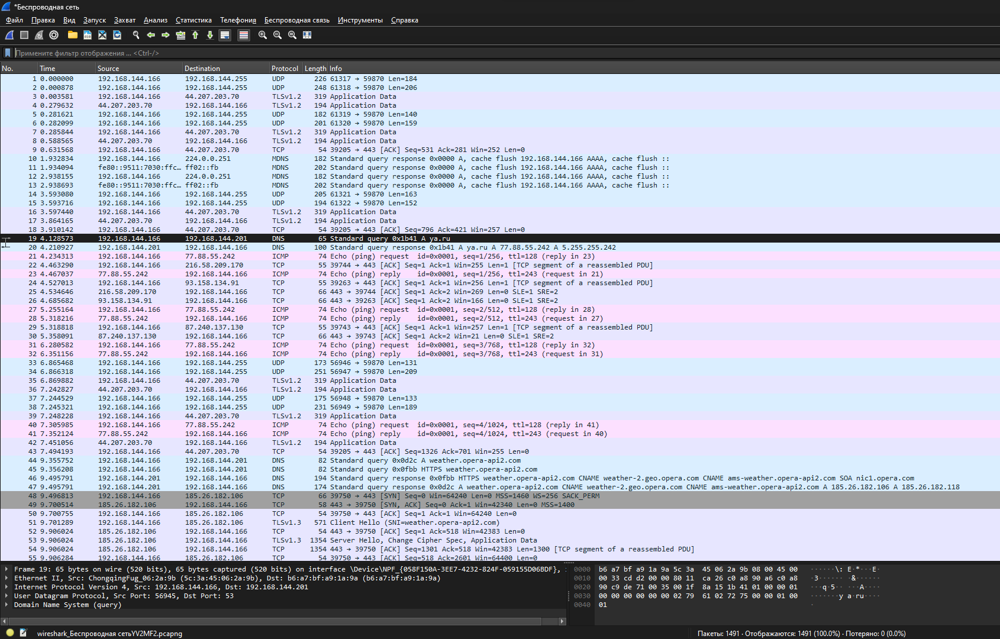 *Беспроводная сеть
Файл Правка Вид Запуск Захват Анализ Статистика Телефония Беспроводная связь Инструменты Справка
Примените фильтр отображения ... <Ctrl-/>
No. Time Source Destination Protocol Length Info
1 0.000000 192.168.144.166 192.168.144.255 UDP 226 61317 → 59870 Len=184
2 0.000878 192.168.144.166 192.168.144.255 UDP 248 61318 → 59870 Len=206
3 0.003581 192.168.144.166 44.207.203.70 TLSv1.2 319 Application Data
4 0.279632 44.207.203.70 192.168.144.166 TLSv1.2 194 Application Data
5 0.281621 192.168.144.166 192.168.144.255 UDP 182 61319 → 59870 Len=140
6 0.282099 192.168.144.166 192.168.144.255 UDP 201 61320 → 59870 Len=159
7 0.285844 192.168.144.166 44.207.203.70 TLSv1.2 319 Application Data
8 0.588565 44.207.203.70 192.168.144.166 TLSv1.2 194 Application Data
9 0.631568 192.168.144.166 44.207.203.70 TCP 54 39205 → 443 [ACK] Seq=531 Ack=281 Win=252 Len=0
10 1.932834 192.168.144.166 224.0.0.251 MDNS 182 Standard query response 0x0000 A, cache flush 192.168.144.166 AAAA, cache flush ::
11 1.934094 fe80::9511:7030:ffc… ff02::fb MDNS 202 Standard query response 0x0000 A, cache flush 192.168.144.166 AAAA, cache flush ::
12 2.938155 192.168.144.166 224.0.0.251 MDNS 182 Standard query response 0x0000 A, cache flush 192.168.144.166 AAAA, cache flush ::
13 2.938693 fe80::9511:7030:ffc… ff02::fb MDNS 202 Standard query response 0x0000 A, cache flush 192.168.144.166 AAAA, cache flush ::
14 3.593080 192.168.144.166 192.168.144.255 UDP 205 61321 → 59870 Len=163
15 3.593716 192.168.144.166 192.168.144.255 UDP 194 61322 → 59870 Len=152
16 3.597440 192.168.144.166 44.207.203.70 TLSv1.2 319 Application Data
17 3.864165 44.207.203.70 192.168.144.166 TLSv1.2 194 Application Data
18 3.910142 192.168.144.166 44.207.203.70 TCP 54 39205 → 443 [ACK] Seq=796 Ack=421 Win=257 Len=0
19 4.128573 192.168.144.166 192.168.144.201 DNS 65 Standard query 0x1b41 A ya.ru
20 4.210927 192.168.144.201 192.168.144.166 DNS 100 Standard query response 0x1b41 A ya.ru A 77.88.55.242 A 5.255.255.242
21 4.234313 192.168.144.166 77.88.55.242 ICMP 74 Echo (ping) request id=0x0001, seq=1/256, ttl=128 (reply in 23)
22 4.463290 192.168.144.166 216.58.209.170 TCP 55 39744 → 443 [ACK] Seq=1 Ack=1 Win=255 Len=1 [TCP segment of a reassembled PDU]
23 4.467037 77.88.55.242 192.168.144.166 ICMP 74 Echo (ping) reply id=0x0001, seq=1/256, ttl=243 (request in 21)
24 4.527013 192.168.144.166 93.158.134.91 TCP 55 39263 → 443 [ACK] Seq=1 Ack=1 Win=256 Len=1 [TCP segment of a reassembled PDU]
25 4.534646 216.58.209.170 192.168.144.166 TCP 66 443 → 39744 [ACK] Seq=1 Ack=2 Win=269 Len=0 SLE=1 SRE=2
26 4.685682 93.158.134.91 192.168.144.166 TCP 66 443 → 39263 [ACK] Seq=1 Ack=2 Win=166 Len=0 SLE=1 SRE=2
27 5.255164 192.168.144.166 77.88.55.242 ICMP 74 Echo (ping) request id=0x0001, seq=2/512, ttl=128 (reply in 28)
28 5.318216 77.88.55.242 192.168.144.166 ICMP 74 Echo (ping) reply id=0x0001, seq=2/512, ttl=243 (request in 27)
29 5.318818 192.168.144.166 87.240.137.130 TCP 55 39743 → 443 [ACK] Seq=1 Ack=1 Win=257 Len=1 [TCP segment of a reassembled PDU]
30 5.358091 87.240.137.130 192.168.144.166 TCP 66 443 → 39743 [ACK] Seq=1 Ack=2 Win=21 Len=0 SLE=1 SRE=2
31 6.280582 192.168.144.166 77.88.55.242 ICMP 74 Echo (ping) request id=0x0001, seq=3/768, ttl=128 (reply in 32)
32 6.351156 77.88.55.242 192.168.144.166 ICMP 74 Echo (ping) reply id=0x0001, seq=3/768, ttl=243 (request in 31)
33 6.865468 192.168.144.166 192.168.144.255 UDP 173 56946 → 59870 Len=131
34 6.866318 192.168.144.166 192.168.144.255 UDP 251 56947 → 59870 Len=209
35 6.869882 192.168.144.166 44.207.203.70 TLSv1.2 319 Application Data
36 7.242827 44.207.203.70 192.168.144.166 TLSv1.2 194 Application Data
37 7.244529 192.168.144.166 192.168.144.255 UDP 175 56948 → 59870 Len=133
38 7.245321 192.168.144.166 192.168.144.255 UDP 231 56949 → 59870 Len=189
39 7.248228 192.168.144.166 44.207.203.70 TLSv1.2 319 Application Data
40 7.305985 192.168.144.166 77.88.55.242 ICMP 74 Echo (ping) request id=0x0001, seq=4/1024, ttl=128 (reply in 41)
41 7.352124 77.88.55.242 192.168.144.166 ICMP 74 Echo (ping) reply id=0x0001, seq=4/1024, ttl=243 (request in 40)
42 7.451056 44.207.203.70 192.168.144.166 TLSv1.2 194 Application Data
43 7.494193 192.168.144.166 44.207.203.70 TCP 54 39205 → 443 [ACK] Seq=1326 Ack=701 Win=255 Len=0
44 9.355752 192.168.144.166 192.168.144.201 DNS 82 Standard query 0x0d2c A weather.opera-api2.com
45 9.356208 192.168.144.166 192.168.144.201 DNS 82 Standard query 0x0fbb HTTPS weather.opera-api2.com
46 9.495791 192.168.144.201 192.168.144.166 DNS 194 Standard query response 0x0fbb HTTPS weather.opera-api2.com CNAME weather-2.geo.opera.com CNAME ams-weather.opera-api2.com SOA nic1.opera.com
47 9.495791 192.168.144.201 192.168.144.166 DNS 174 Standard query response 0x0d2c A weather.opera-api2.com CNAME weather-2.geo.opera.com CNAME ams-weather.opera-api2.com A 185.26.182.106 A 185.26.182.118
48 9.496813 192.168.144.166 185.26.182.106 TCP 66 39750 → 443 [SYN] Seq=0 Win=64240 Len=0 MSS=1460 WS=256 SACK_PERM
49 9.700514 185.26.182.106 192.168.144.166 TCP 58 443 → 39750 [SYN, ACK] Seq=0 Ack=1 Win=42340 Len=0 MSS=1400
50 9.700755 192.168.144.166 185.26.182.106 TCP 54 39750 → 443 [ACK] Seq=1 Ack=1 Win=64240 Len=0
51 9.701289 192.168.144.166 185.26.182.106 TLSv1.3 571 Client Hello (SNI=weather.opera-api2.com)
52 9.906024 185.26.182.106 192.168.144.166 TCP 54 443 → 39750 [ACK] Seq=1 Ack=518 Win=42383 Len=0
53 9.906024 185.26.182.106 192.168.144.166 TLSv1.3 1354 Server Hello, Change Cipher Spec, Application Data
54 9.906024 185.26.182.106 192.168.144.166 TCP 1354 443 → 39750 [ACK] Seq=1301 Ack=518 Win=42383 Len=1300 [TCP segment of a reassembled PDU]
55 9.906284 192.168.144.166 185.26.182.106 TCP 54 39750 → 443 [ACK] Seq=518 Ack=2601 Win=64400 Len=0
Frame 19: 65 bytes on wire (520 bits), 65 bytes captured (520 bits) on interface \Device\NPF_{058F150A-3EE7-4232-824F-059155D06BDF},
Ethernet II, Src: ChongqingFug_06:2a:9b (5c:3a:45:06:2a:9b), Dst: b6:a7:bf:a9:1a:9a (b6:a7:bf:a9:1a:9a)
Internet Protocol Version 4, Src: 192.168.144.166, Dst: 192.168.144.201
User Datagram Protocol, Src Port: 56945, Dst Port: 53
Domain Name System (query)
0000 b6 a7 bf a9 1a 9a 5c 3a 45 06 2a 9b 08 00 45 00 ······\: E·*···E·
0010 00 33 cd d2 00 00 80 11 ca 26 c0 a8 90 a6 c0 a8 ·3······ ·&······
0020 90 c9 de 71 00 35 00 1f 8a 15 1b 41 01 00 00 01 ···q·5·· ···A····
0030 00 00 00 00 00 00 02 79 61 02 72 75 00 00 01 00 ·······y a·ru····
0040 01 ·
wireshark_Беспроводная сетьYV2MF2.pcapng
Пакеты: 1491 · Отображаются: 1491 (100.0%) · Потеряно: 0 (0.0%)